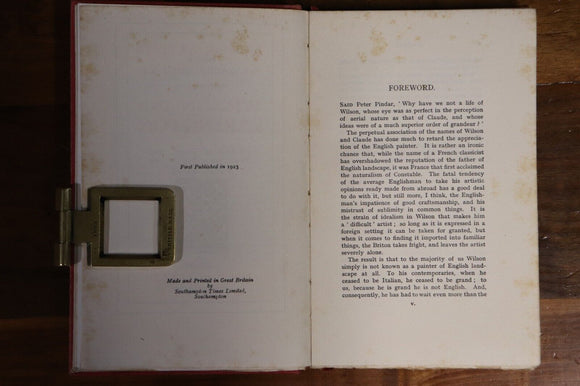 First Published in 1923
Made and Printed in Great Britain
by
Southampton Times Limited,
Southampton
FOREWORD.
SAID Peter Pindar, ' Why have we not a life of
Wilson, whose eye was as perfect in the perception
of aerial nature as that of Claude, and whose
ideas were of a much superior order of grandeur? '
The perpetual association of the names of Wilson
and Claude has done much to retard the apprecia-
tion of the English painter. It is rather an ironic
chance that, while the name of a French classicist
has overshadowed the reputation of the father of
English landscape, it was France that first acclaimed
the naturalism of Constable. The fatal tendency
of the average Englishman to take his artistic
opinions ready made from abroad has a good deal
to do with it, but still more, I think, the English-
man's impatience of good craftsmanship, and his
mistrust of sublimity in common things. It is
the strain of idealism in Wilson that makes him
a ' difficult ' artist ; so long as it is expressed in a
foreign setting it can be taken for granted, but
when it comes to finding it imported into familiar
things, the Briton takes fright, and leaves the artist
severely alone.
The result is that to the majority of us Wilson
simply is not known as a painter of English land-
scape at all. To his contemporaries, when he
ceased to be Italian, he ceased to be grand ; to
us, because he is grand he is not English. And,
consequently, he has had to wait even more than the
v.